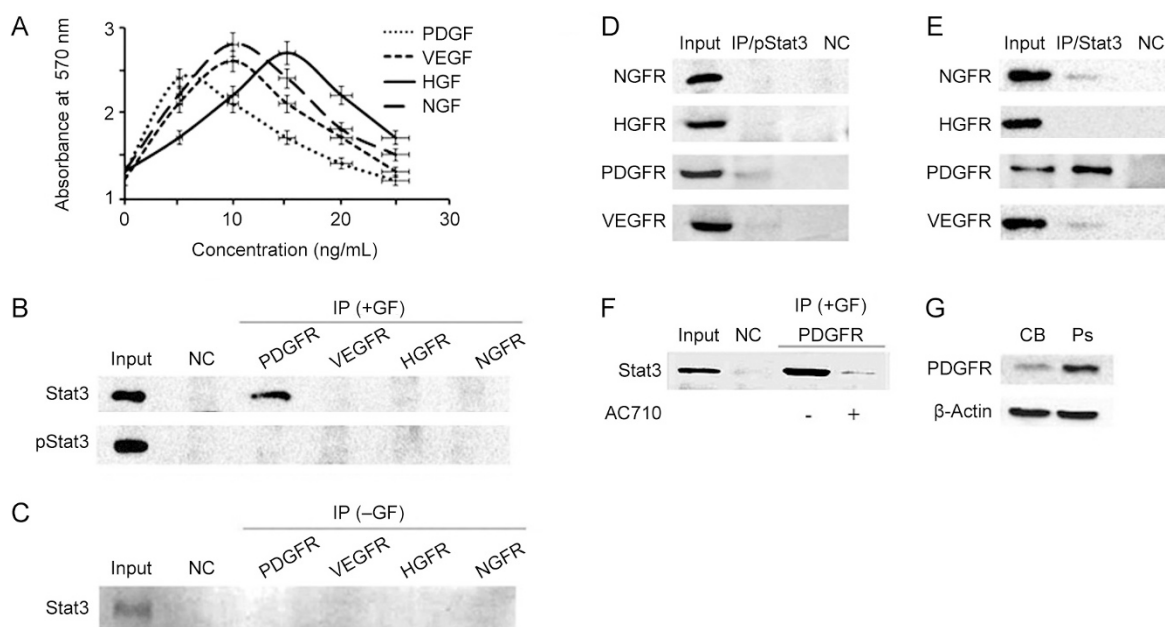 A
Absorbance at 570 nm
3
2
1
0 10 20 30
Concentration (ng/mL)
PDGF
VEGF
HGF
NGF
B
IP (+GF)
Input NC PDGFR VEGFR HGFR NGFR
Stat3
pStat3
C
IP (–GF)
Input NC PDGFR VEGFR HGFR NGFR
Stat3
D
Input IP/pStat3 NC
NGFR
HGFR
PDGFR
VEGFR
E
Input IP/Stat3 NC
NGFR
HGFR
PDGFR
VEGFR
F
IP (+GF)
Input NC PDGFR
Stat3
AC710 - +
G
CB Ps
PDGFR
β-Actin